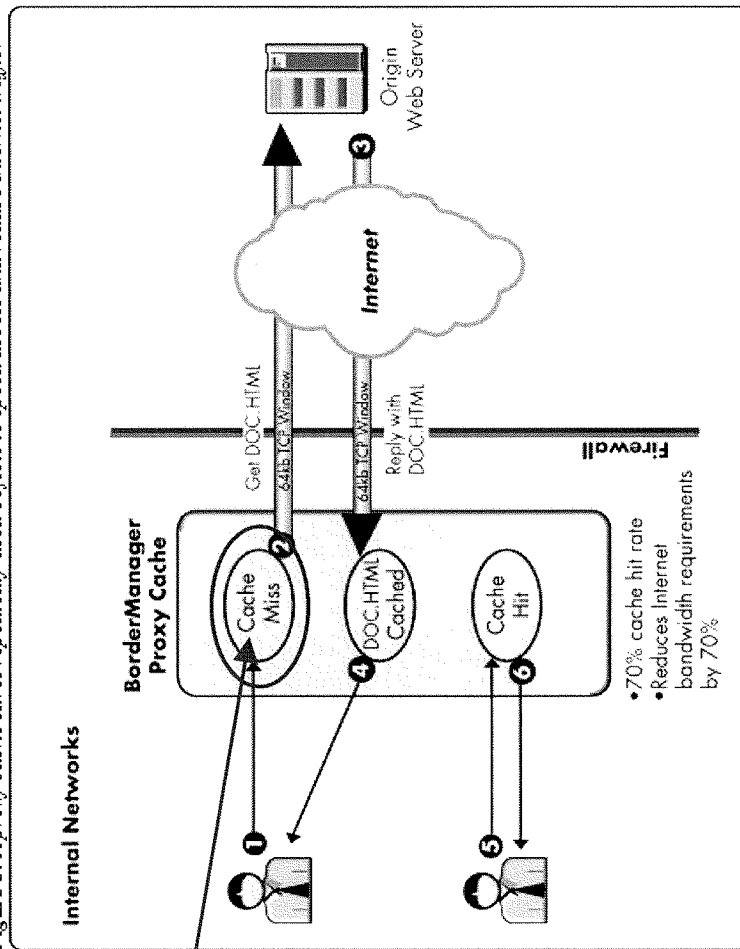 Internal Networks
BorderManager
Proxy Cache
1
Cache
Miss
2
Get DOC.HTML
64kb TCP Window
Internet
Origin
Web Server
3
64kb TCP Window
Reply with
DOC.HTML
4
DOC.HTML
Cached
5
Cache
Hit
6
Firewall
•70% cache hit rate
•Reduces Internet
bandwidth requirements
by 70%